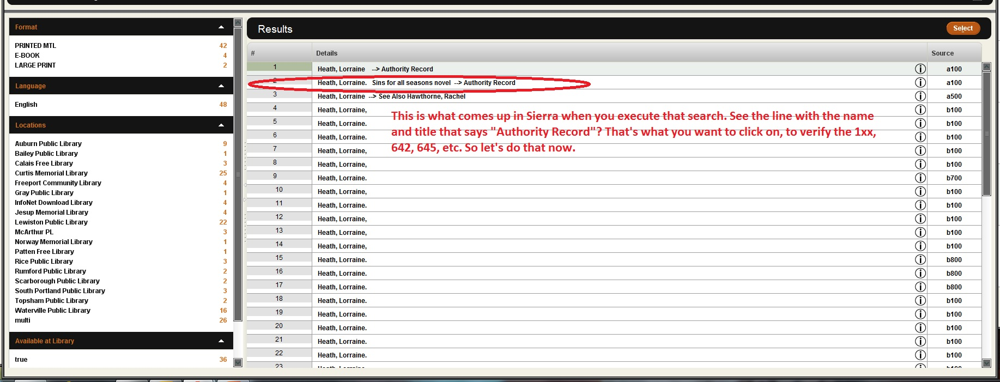 Format
PRINTED MTL 42
E-BOOK 4
LARGE PRINT 2
Language
English 48
Locations
Auburn Public Library 9
Bailey Public Library 1
Calais Free Library 3
Curtis Memorial Library 25
Freeport Community Library 4
Gray Public Library 1
InfoNet Download Library 4
Jesup Memorial Library 4
Lewiston Public Library 22
McArthur PL 3
Norway Memorial Library 1
Patten Free Library 1
Rice Public Library 3
Rumford Public Library 2
Scarborough Public Library 2
South Portland Public Library 3
Topsham Public Library 2
Waterville Public Library 16
multi 26
Available at Library
true 36
Results
Select
# Details Source
1 Heath, Lorraine --> Authority Record a100
2 Heath, Lorraine. Sins for all seasons novel --> Authority Record a100
3 Heath, Lorraine --> See Also Hawthorne, Rachel a500
4 Heath, Lorraine, b100
5 Heath, Lorraine. b100
6 Heath, Lorraine. b100
7 Heath, Lorraine, b100
8 Heath, Lorraine, b100
9 Heath, Lorraine. b700
10 Heath, Lorraine, b100
11 Heath, Lorraine. b100
12 Heath, Lorraine, b100
13 Heath, Lorraine, b100
14 Heath, Lorraine, b100
15 Heath, Lorraine. b800
16 Heath, Lorraine. b800
17 Heath, Lorraine. b800
18 Heath, Lorraine. b100
19 Heath, Lorraine. b100
20 Heath, Lorraine. b100
21 Heath, Lorraine. b100
22 Heath, Lorraine. b100
23
This is what comes up in Sierra when you execute that search. See the line with the name
and title that says "Authority Record"? That's what you want to click on, to verify the 1xx,
642, 645, etc. So let's do that now.